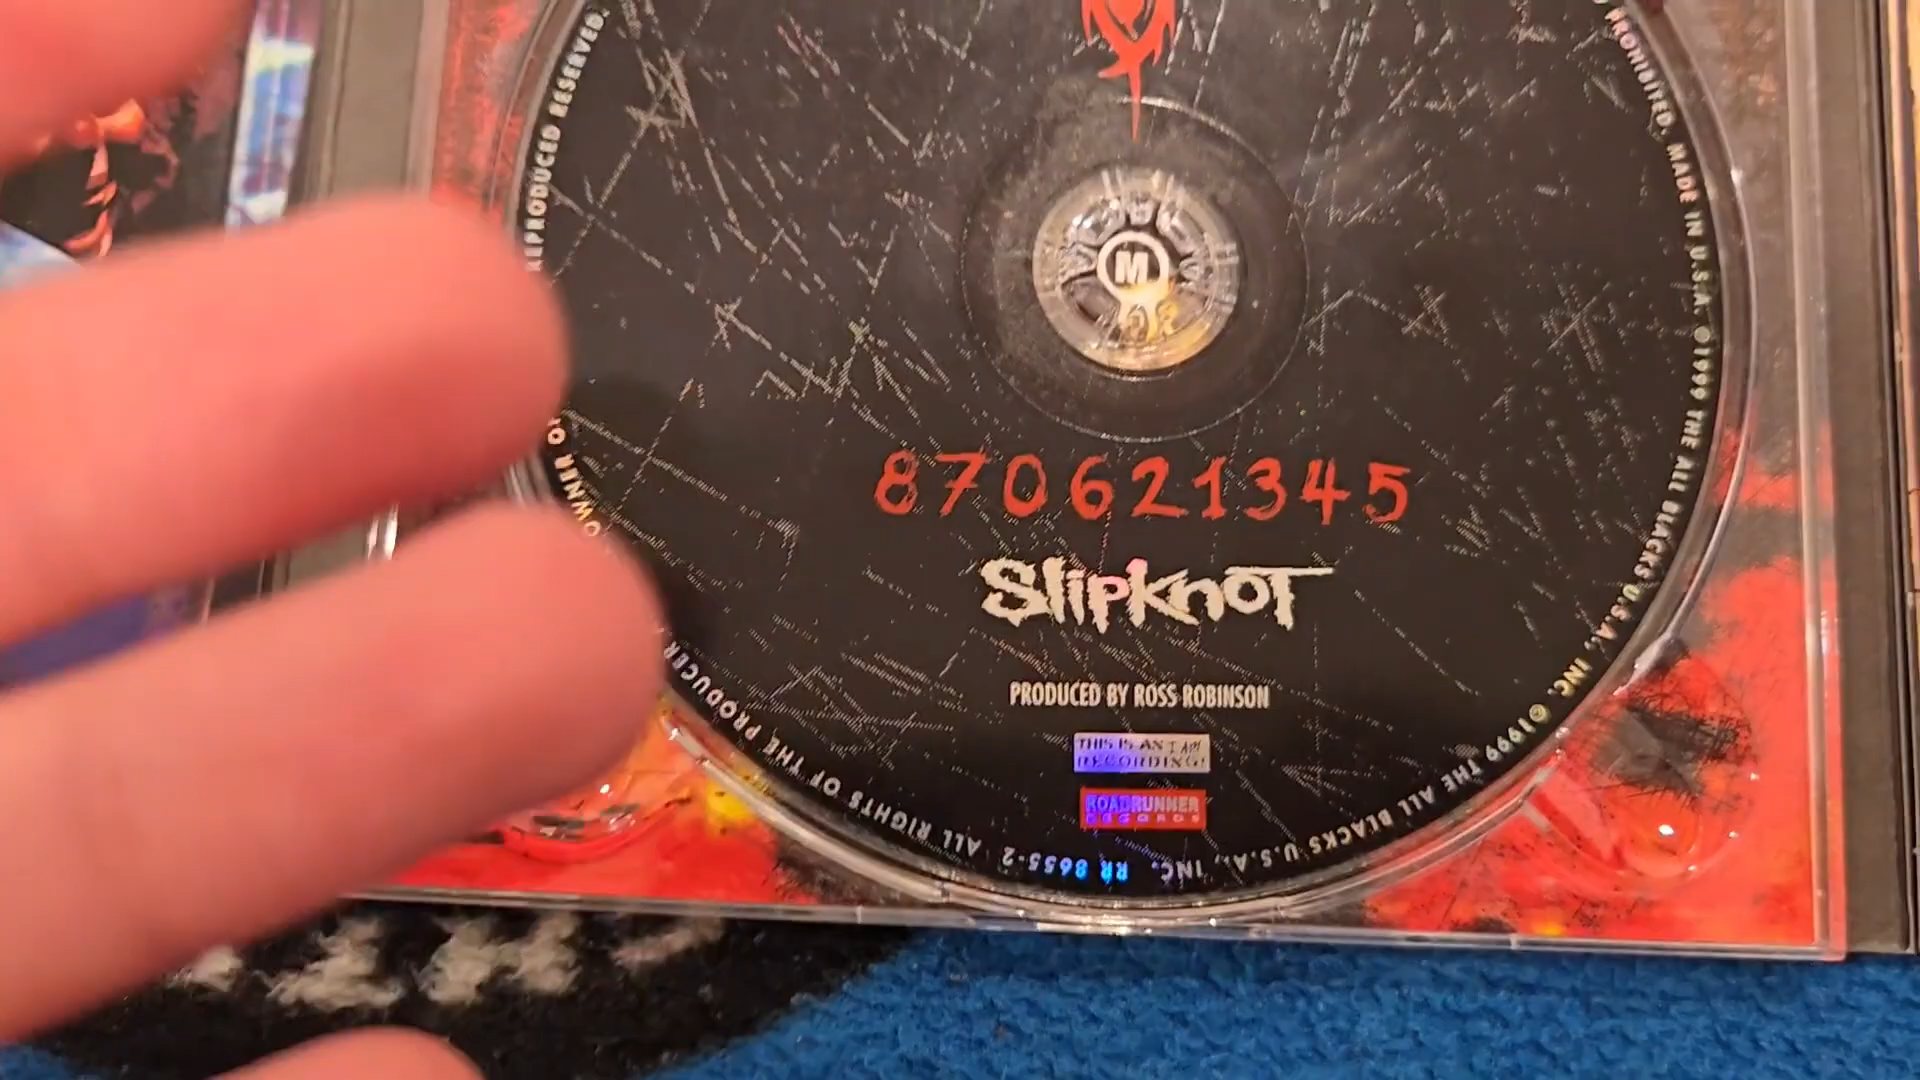 M
870621345
Slipknot
PRODUCED BY ROSS ROBINSON
THIS IS AN I AM
RECORDING!
ROADRUNNER
RECORDS
PROHIBITED. MADE IN U.S.A. ℗1999 THE ALL BLACKS U.S.A., INC. ©1999 THE ALL BLACKS U.S.A., INC. RR 8655-2 ALL RIGHTS OF THE PRODUCER
OWNER O
REPRODUCED RESERVED.